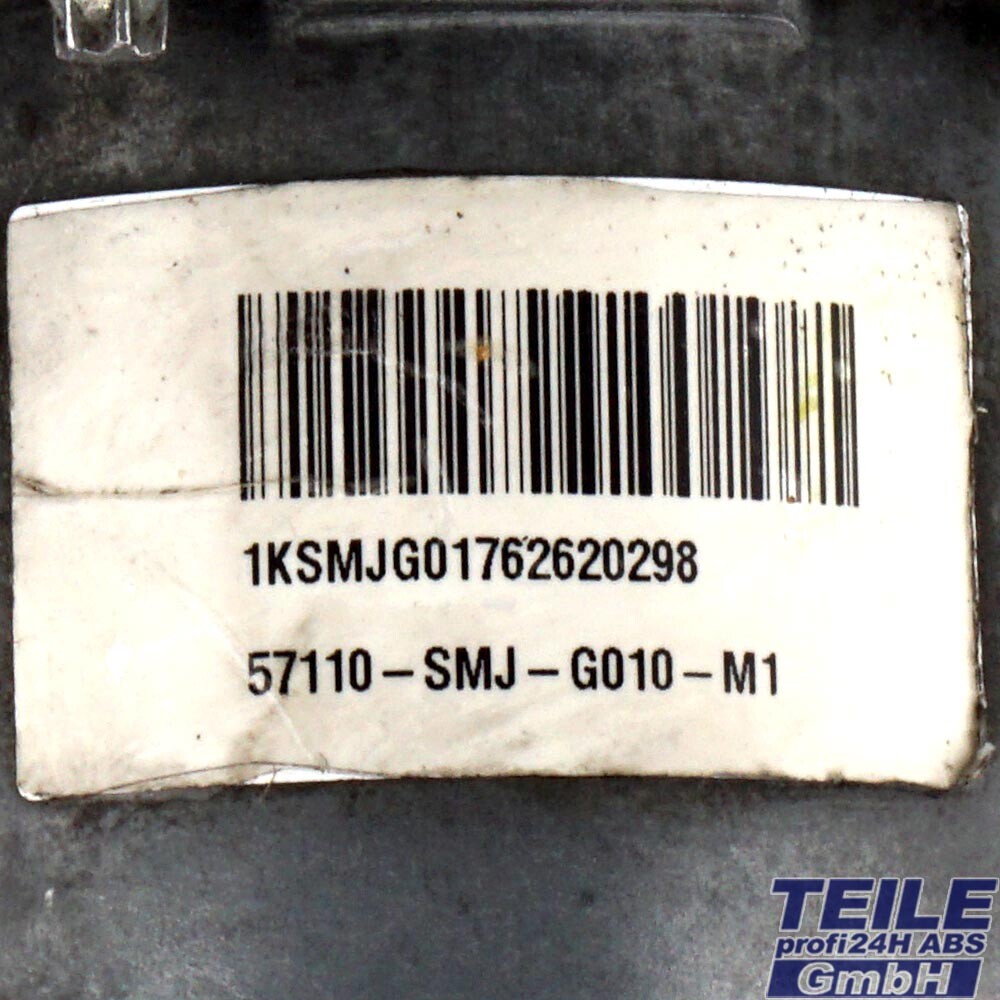 1KSMJG01762620298
57110-SMJ-G010-M1
TEILE
profi24H ABS
GmbH